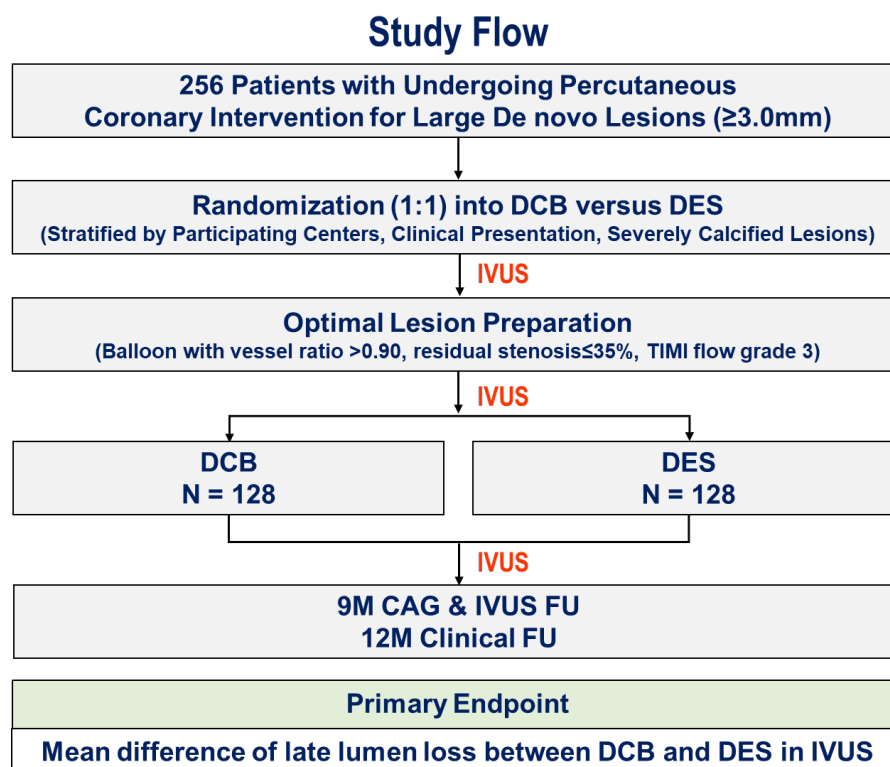 Study Flow
256 Patients with Undergoing Percutaneous
Coronary Intervention for Large De novo Lesions (≥3.0mm)
Randomization (1:1) into DCB versus DES
(Stratified by Participating Centers, Clinical Presentation, Severely Calcified Lesions)
IVUS
Optimal Lesion Preparation
(Balloon with vessel ratio >0.90, residual stenosis≤35%, TIMI flow grade 3)
IVUS
DCB
N = 128
DES
N = 128
IVUS
9M CAG & IVUS FU
12M Clinical FU
Primary Endpoint
Mean difference of late lumen loss between DCB and DES in IVUS